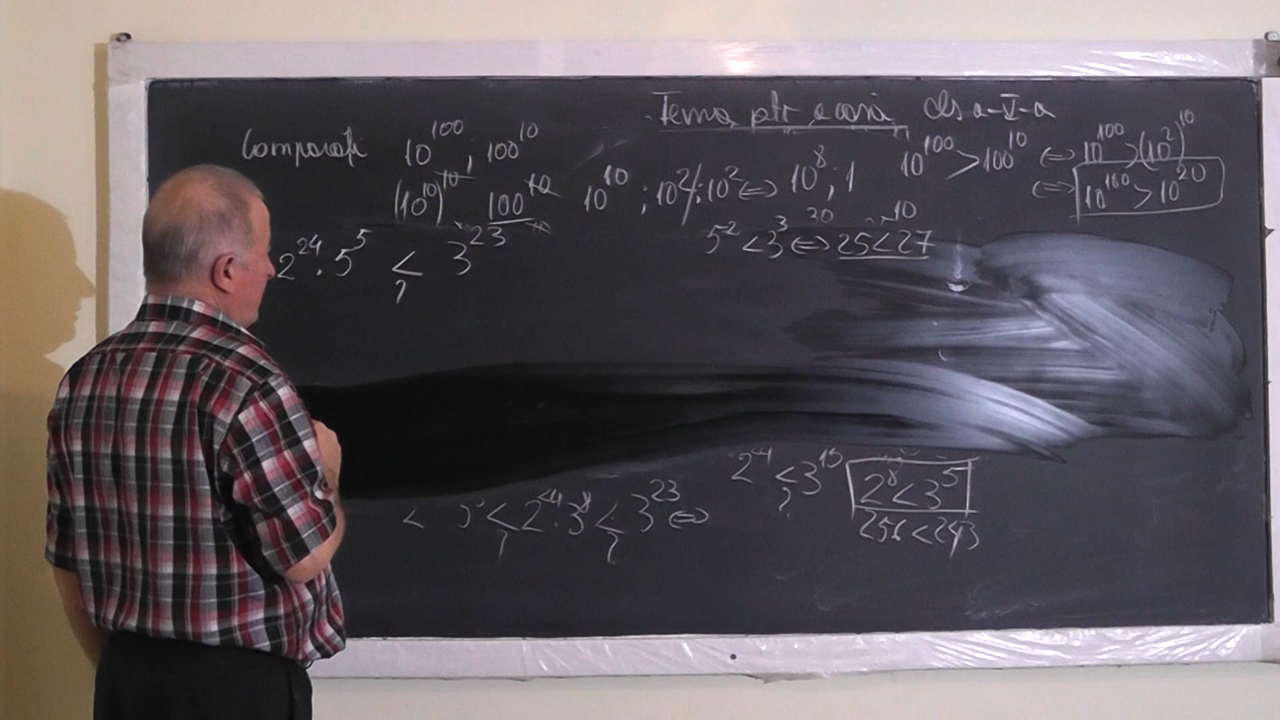 Tema ptr acasă cls a-V-a
Comparați 10^100 ; 100^10
10^100 > 100^10 ⇔ 10^100 > (10^2)^10
(10^10)^10 100^10 10^10 ; 10^2 /:10^2 ⇔ 10^8 ; 1
⇔ 10^100 > 10^20
2^24 · 5^5 < 3^23
?
5^2 < 3^3 ⇔ 25 < 27
2^4 < 3^15
?
2^8 < 3^5
256 < 243
< 2^4 · 3^8 < 3^23 ⇔
? ?